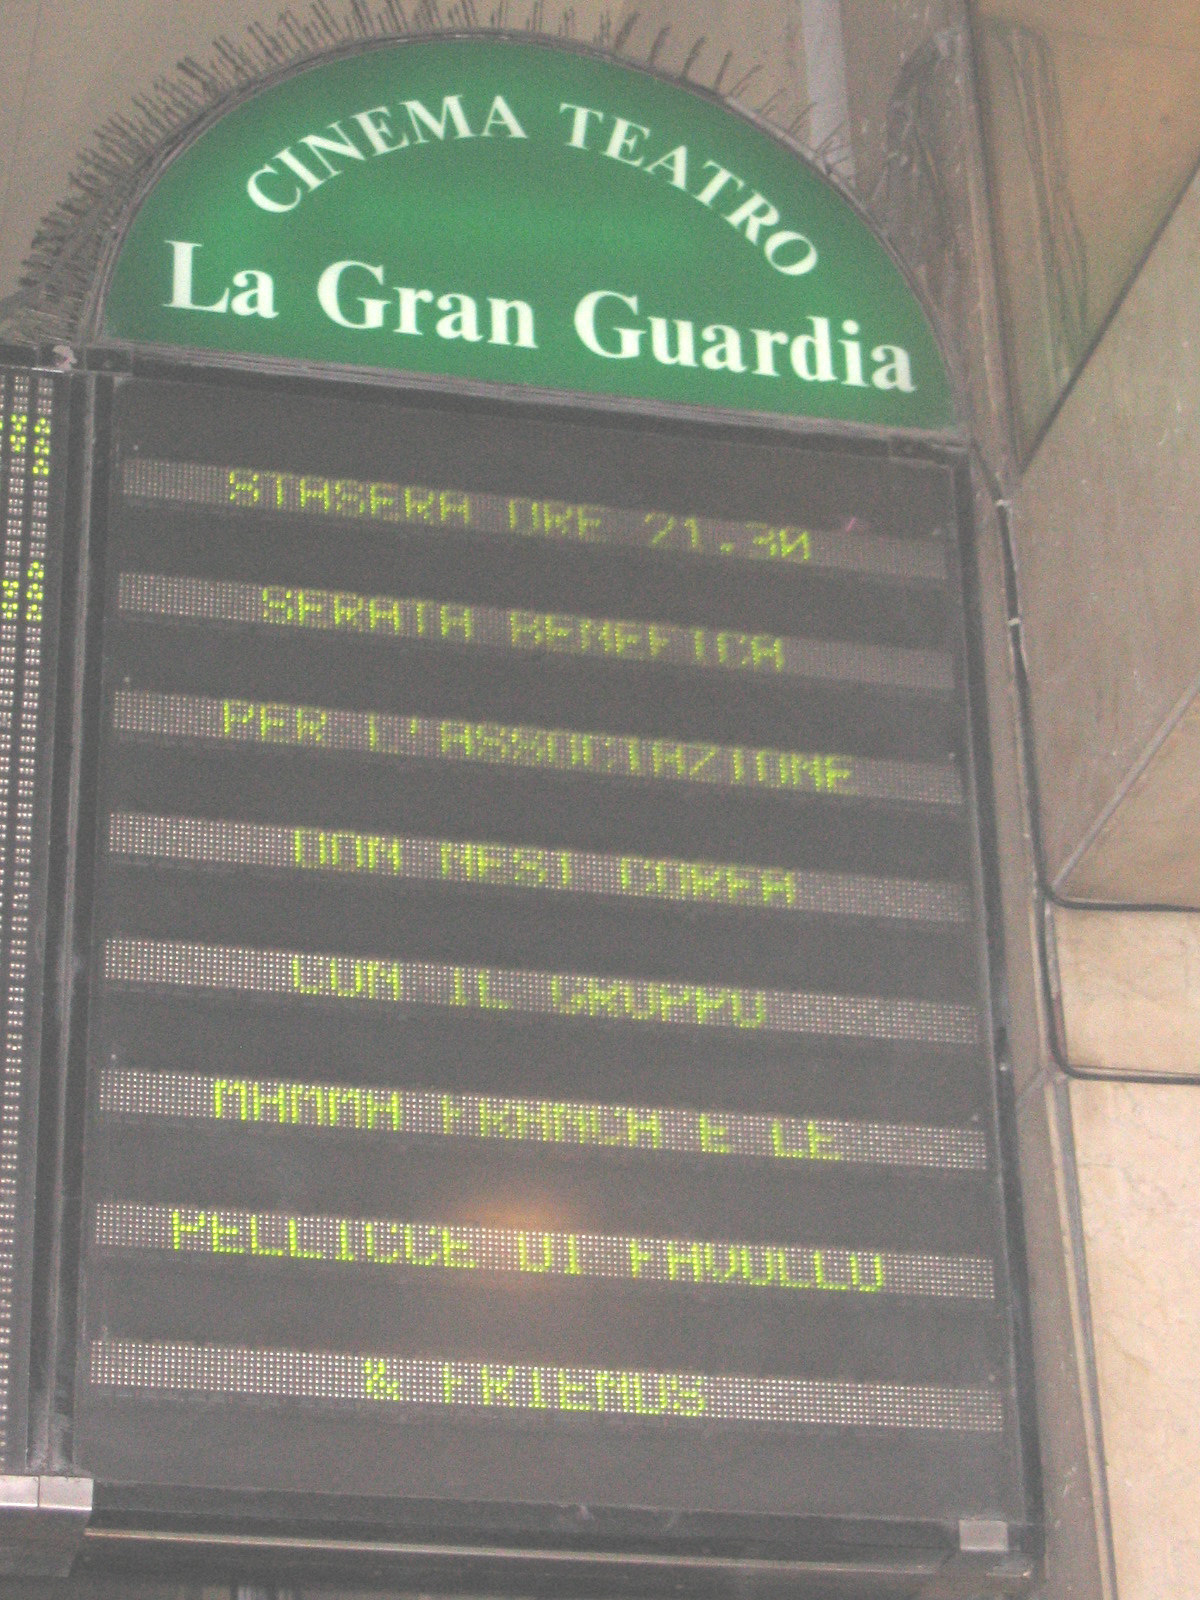 CINEMA TEATRO
La Gran Guardia
STASERA ORE 21.30
SERATA BENEFICA
PER L'ASSOCIAZIONE
DON NESI COREA
CON IL GRUPPO
MAMMA FRANCA E LE
PELLICCE DI FAVULLO
& FRIENDS